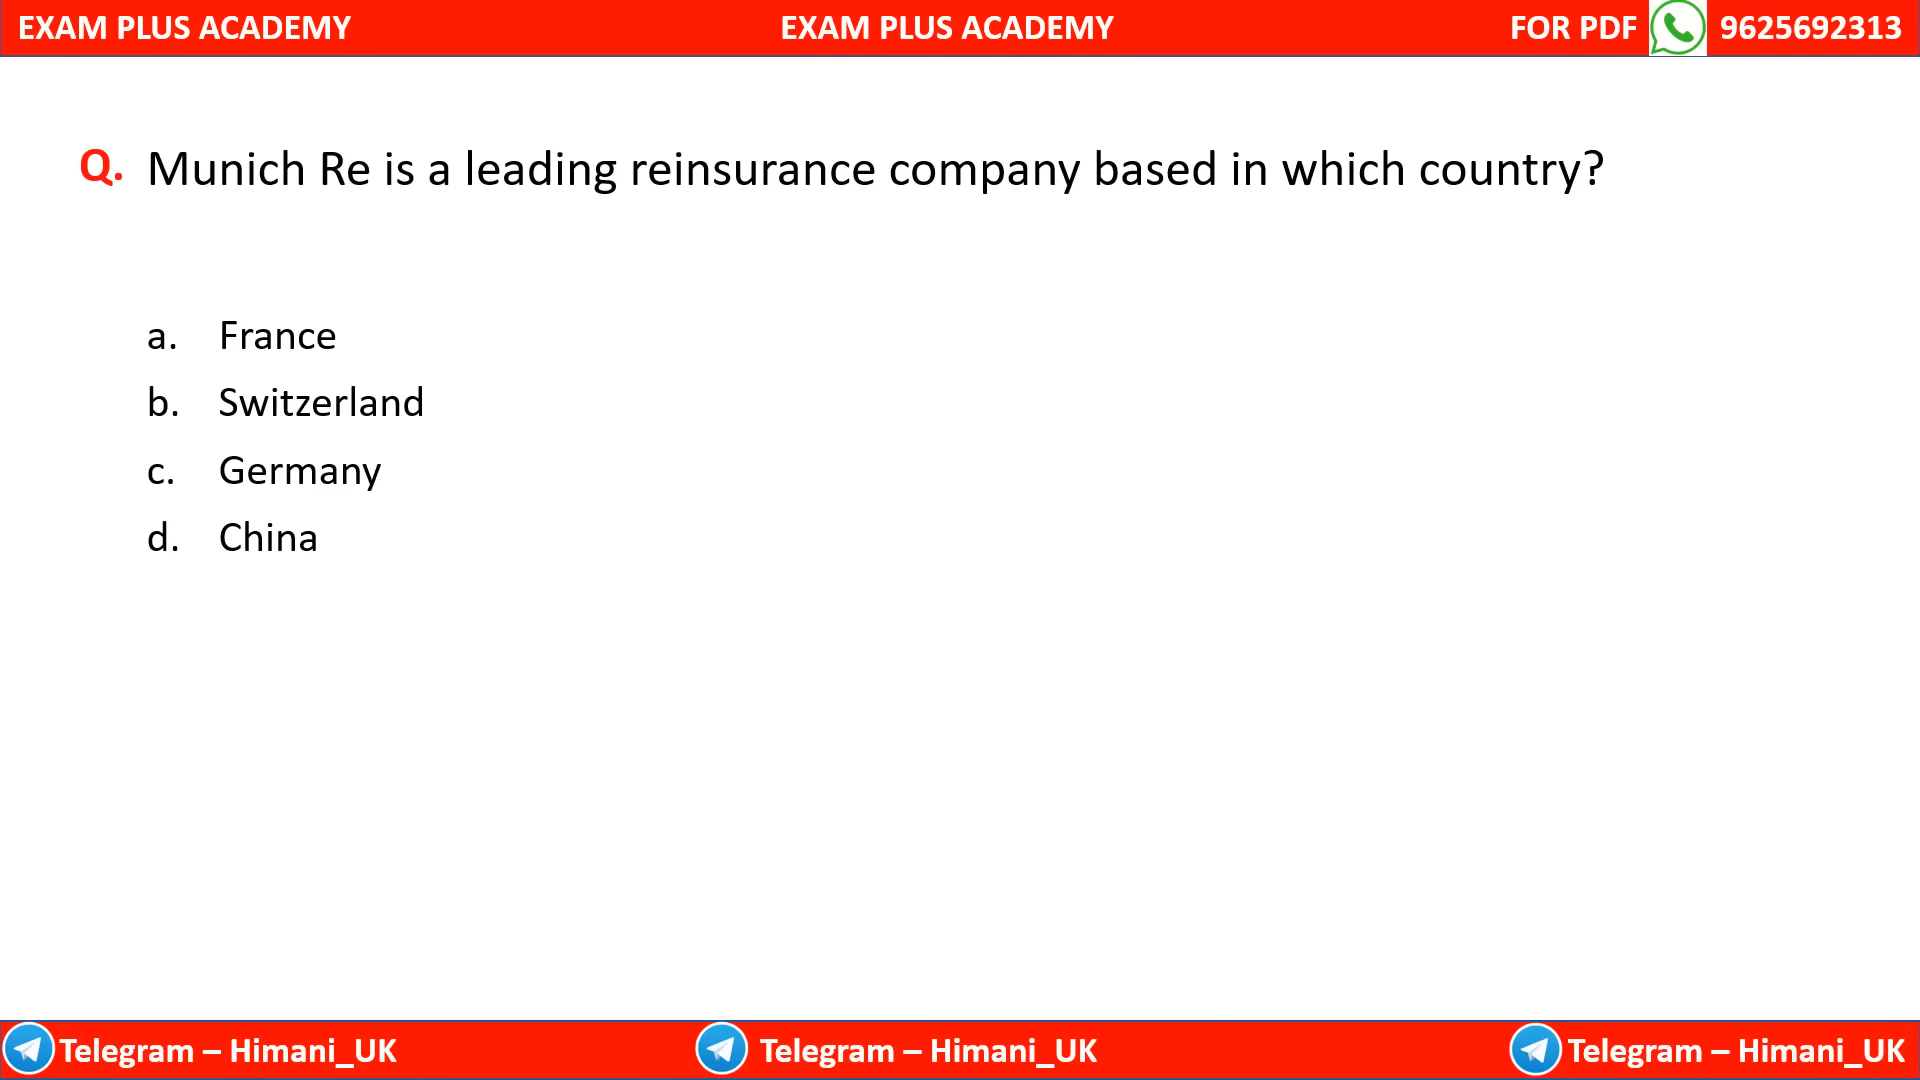 EXAM PLUS ACADEMY EXAM PLUS ACADEMY FOR PDF 9625692313
Q. Munich Re is a leading reinsurance company based in which country?
a. France
b. Switzerland
c. Germany
d. China
Telegram – Himani_UK Telegram – Himani_UK Telegram – Himani_UK